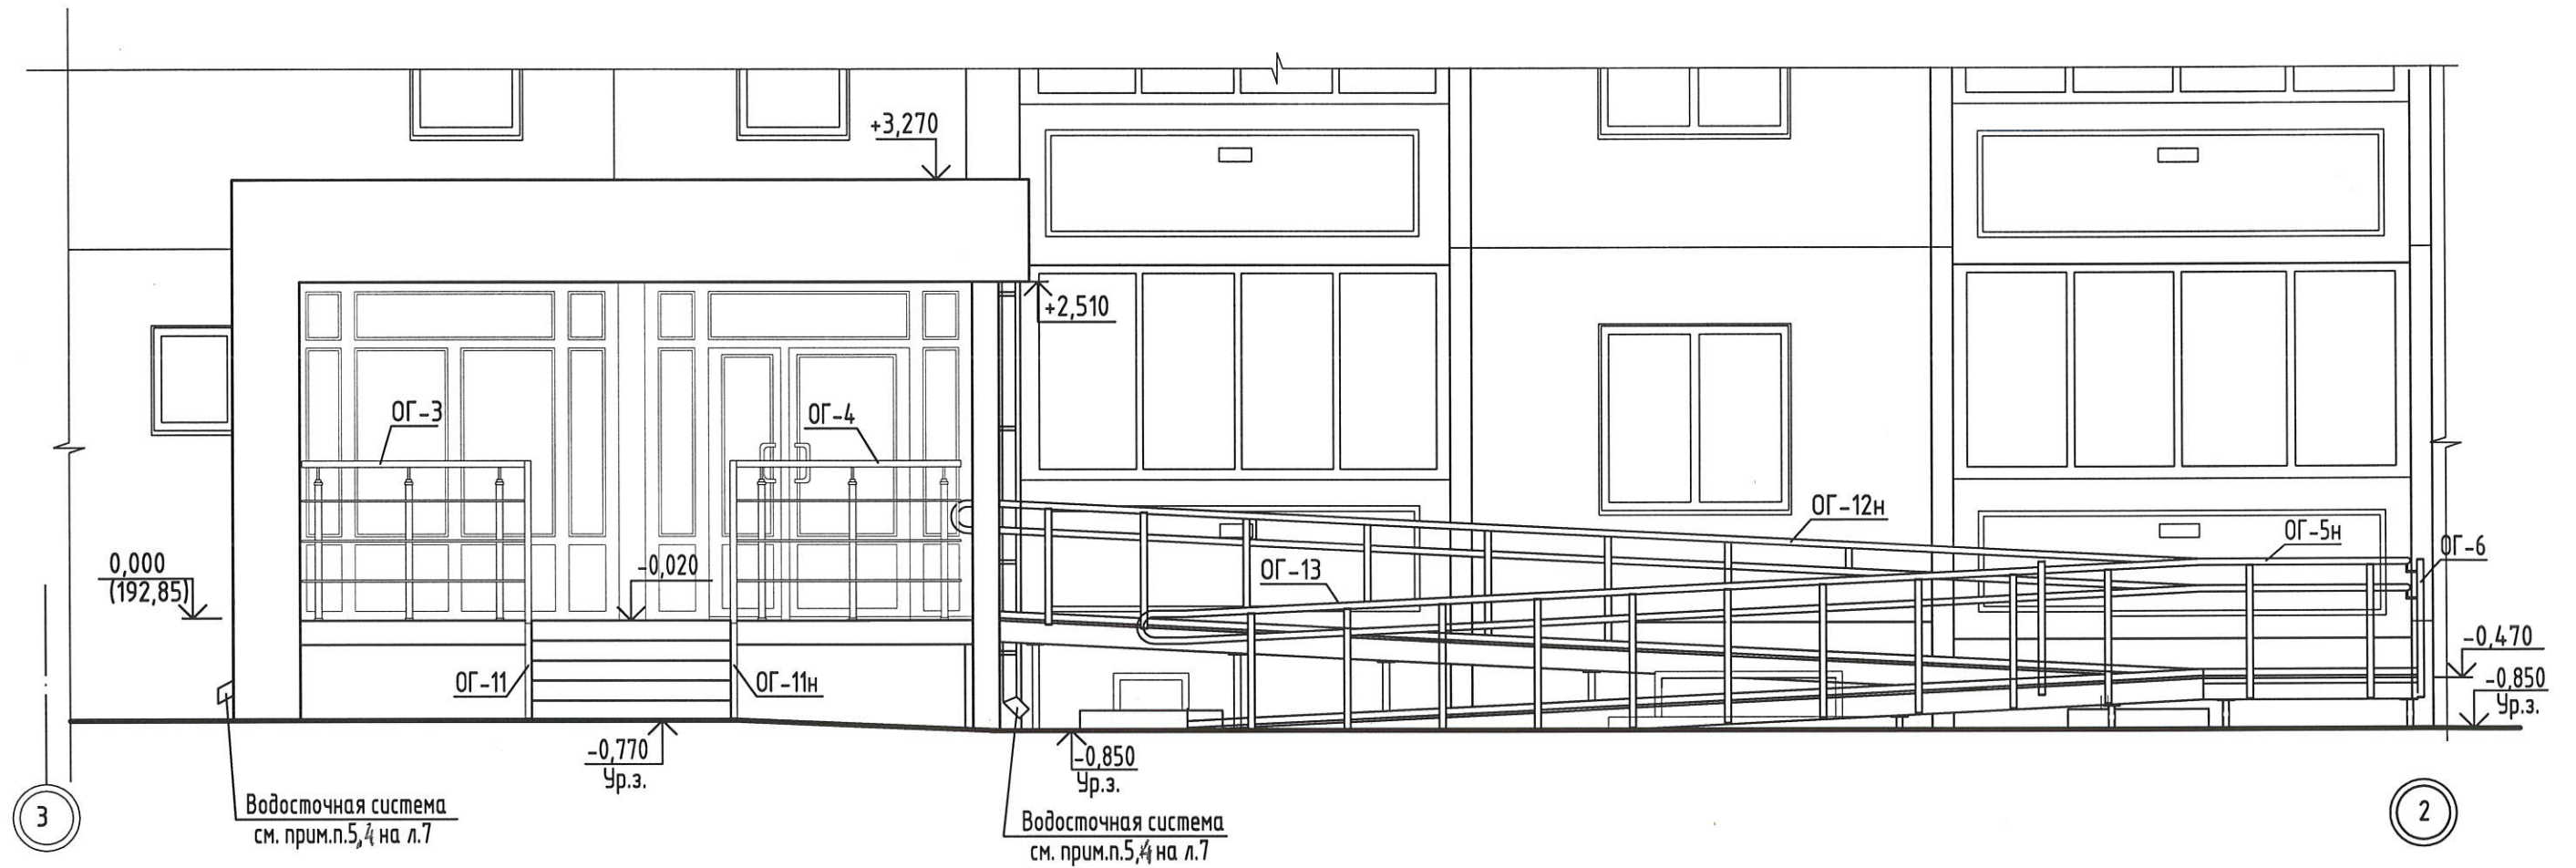 +3,270
+2,510
ОГ-3
ОГ-4
ОГ-12н
ОГ-5н
ОГ-6
ОГ-13
0,000
(192,85)
-0,020
-0,470
-0,850
Ур.з.
ОГ-11
ОГ-11н
-0,770
Ур.з.
-0,850
Ур.з.
3
Водосточная система
см. прим.п.5,4 на л.7
Водосточная система
см. прим.п.5,4 на л.7
2